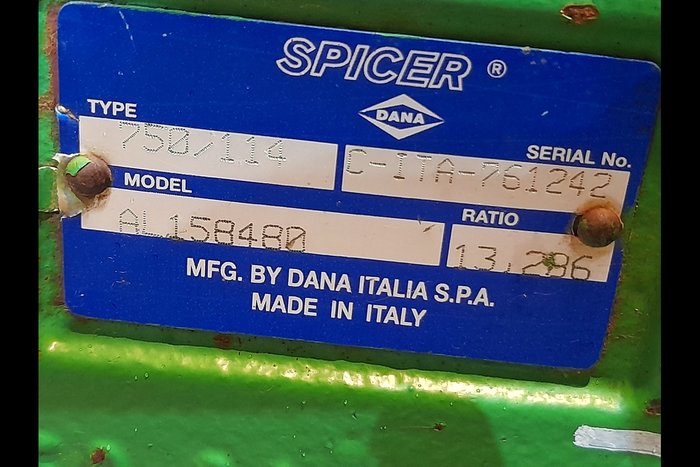 SPICER ®
DANA
TYPE
750/114
SERIAL No.
C-ITA-761242
MODEL
AL158480
RATIO
13,286
MFG. BY DANA ITALIA S.P.A.
MADE IN ITALY